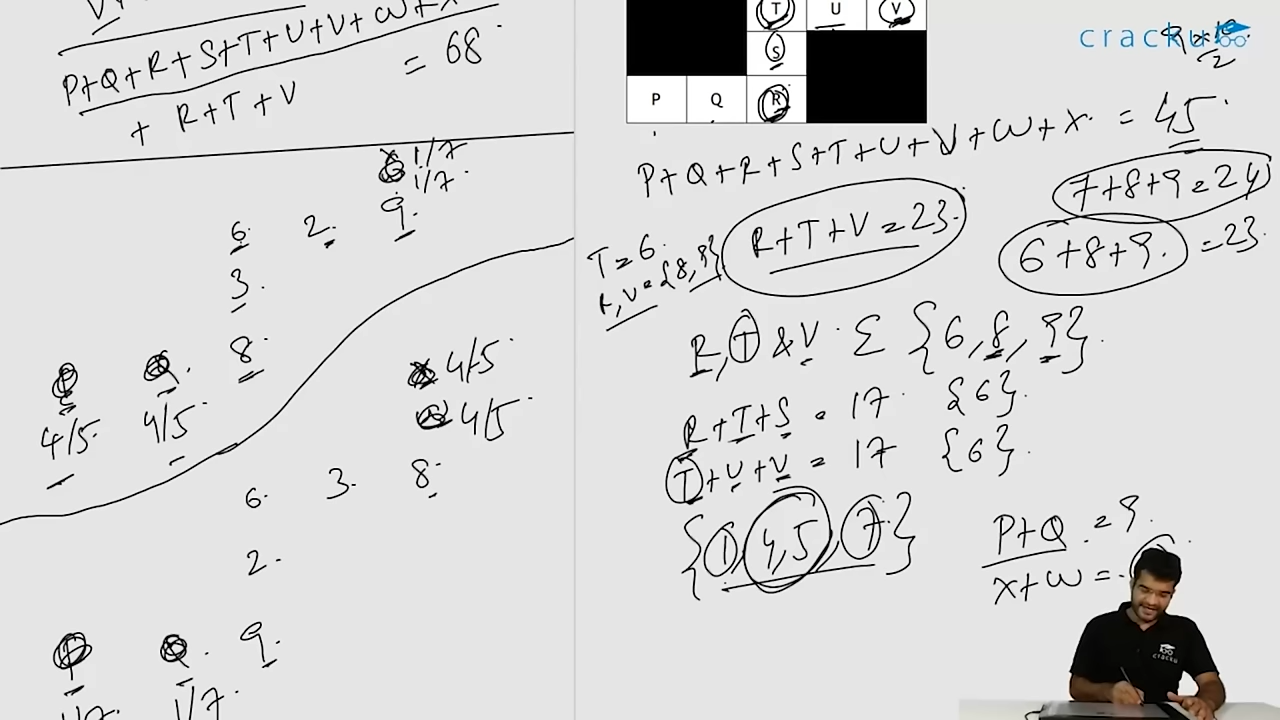 P+Q+R+S+T+U+V+W+X
+ R+T+V = 68
1/7
1/7
6 2 9
3
8
4/5 4/5
4/5
4/5
6 3 8
2
9
1/7
T U V
S
P Q R
cracku
P+Q+R+S+T+U+V+W+X = 45
7+8+9=24
R+T+V=23
6+8+9 =23
T=6
R,V={8,9}
R,T & V ∑ {6,8,9}
R+T+S = 17 {6}
T+U+V = 17 {6}
{1,4,5,7}
P+Q = 9
X+W =
cracku